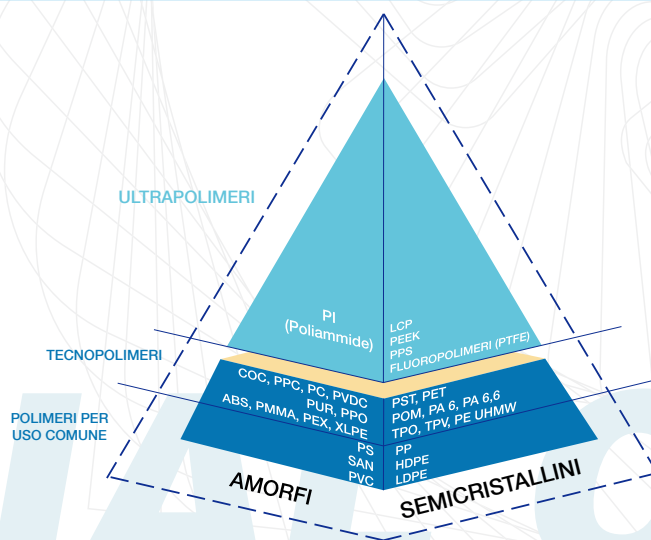 ULTRAPOLIMERI
PI
(Poliammide)
LCP
PEEK
PPS
FLUOROPOLIMERI (PTFE)
TECNOPOLIMERI
COC, PPC, PC, PVDC
PUR, PPO
ABS, PMMA, PEX, XLPE
PST, PET
POM, PA 6, PA 6,6
TPO, TPV, PE UHMW
POLIMERI PER
USO COMUNE
PS
SAN
PVC
PP
HDPE
LDPE
AMORFI
SEMICRISTALLINI